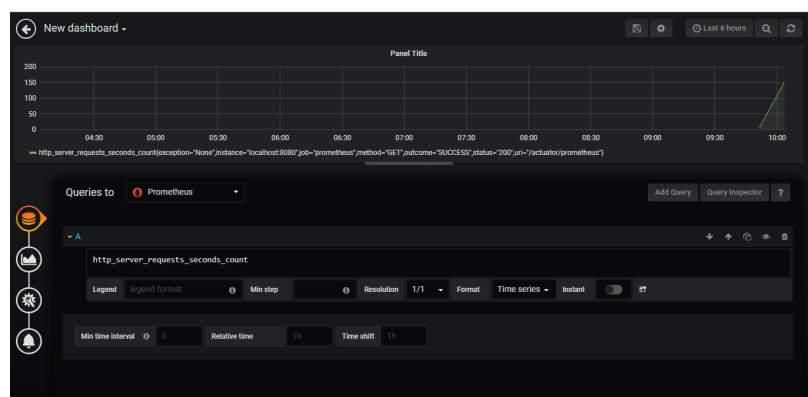 New dashboard
Last 6 hours
Panel Title
200
150
100
50
0
04:30 05:00 05:30 06:00 06:30 07:00 07:30 08:00 08:30 09:00 09:30 10:00
http_server_requests_seconds_count{exception="None",instance="localhost:8080",job="prometheus",method="GET",outcome="SUCCESS",status="200",uri="/actuator/prometheus"}
Queries to Prometheus Add Query Query Inspector ?
A
http_server_requests_seconds_count
Legend legend format Min step Resolution 1/1 Format Time series Instant
Min time interval 0 Relative time 1h Time shift 1h